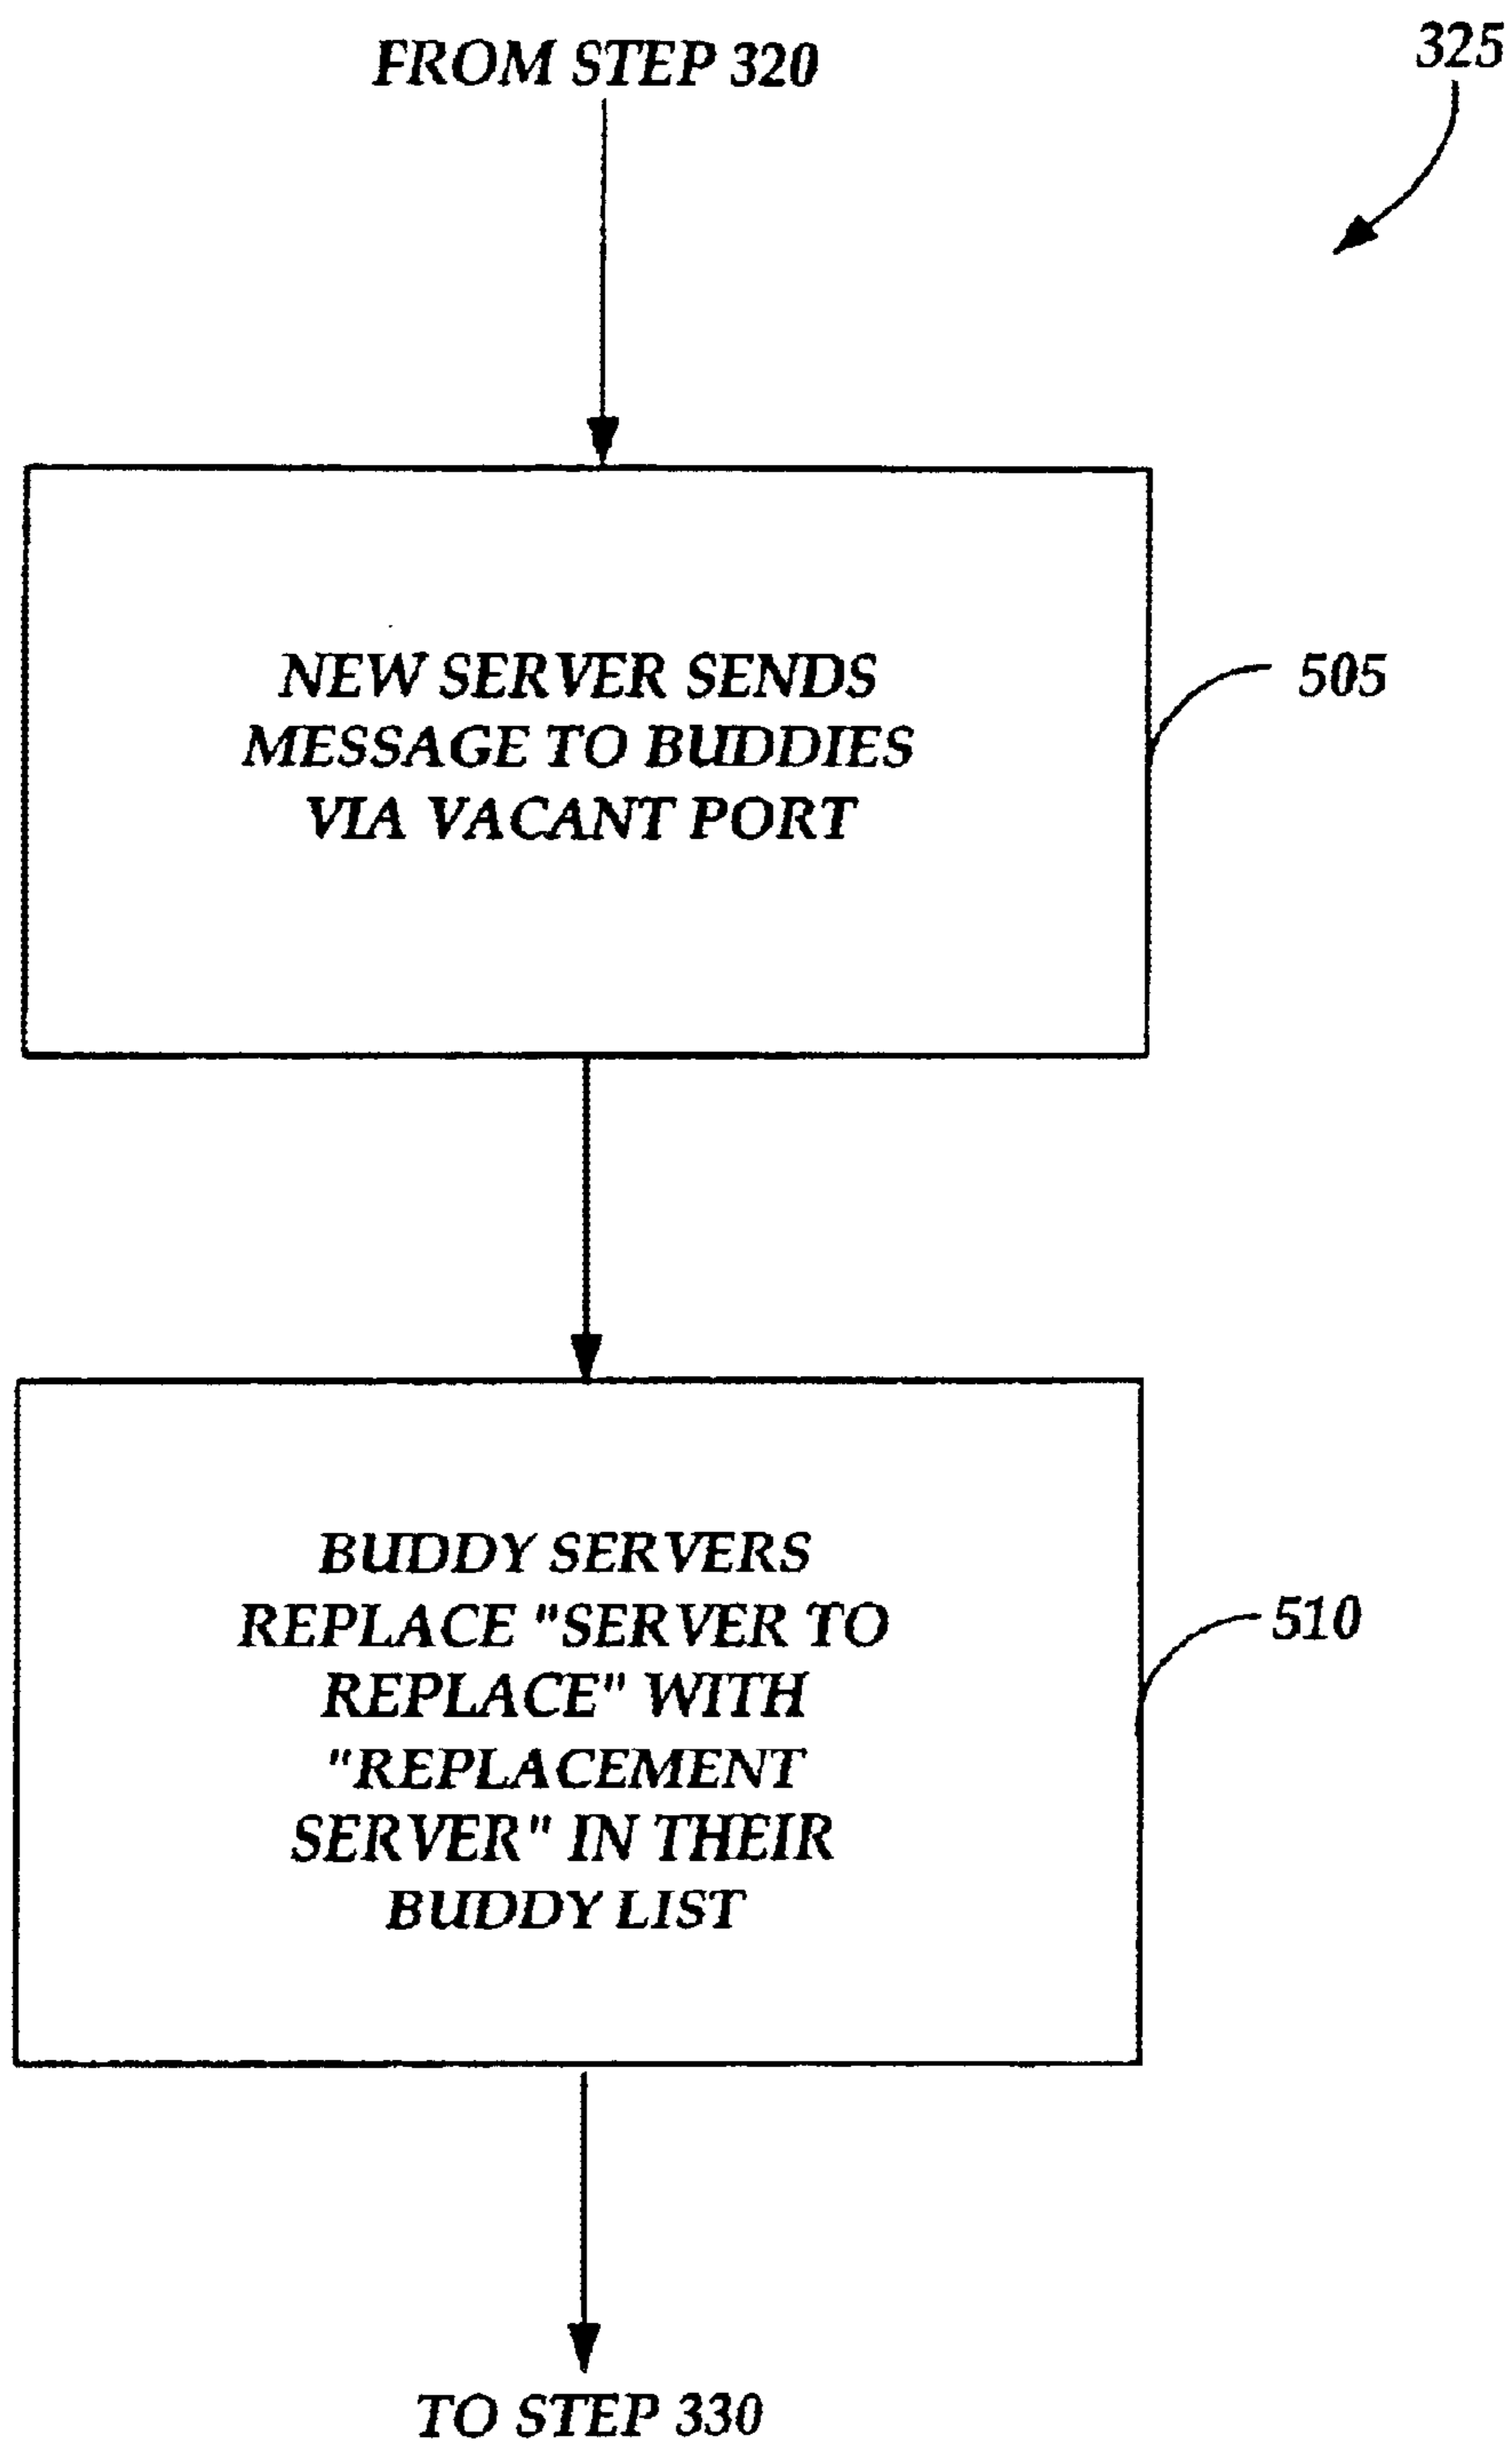 FROM STEP 320
325
NEW SERVER SENDS
MESSAGE TO BUDDIES
VIA VACANT PORT
505
BUDDY SERVERS
REPLACE "SERVER TO
REPLACE" WITH
"REPLACEMENT
SERVER" IN THEIR
BUDDY LIST
510
TO STEP 330